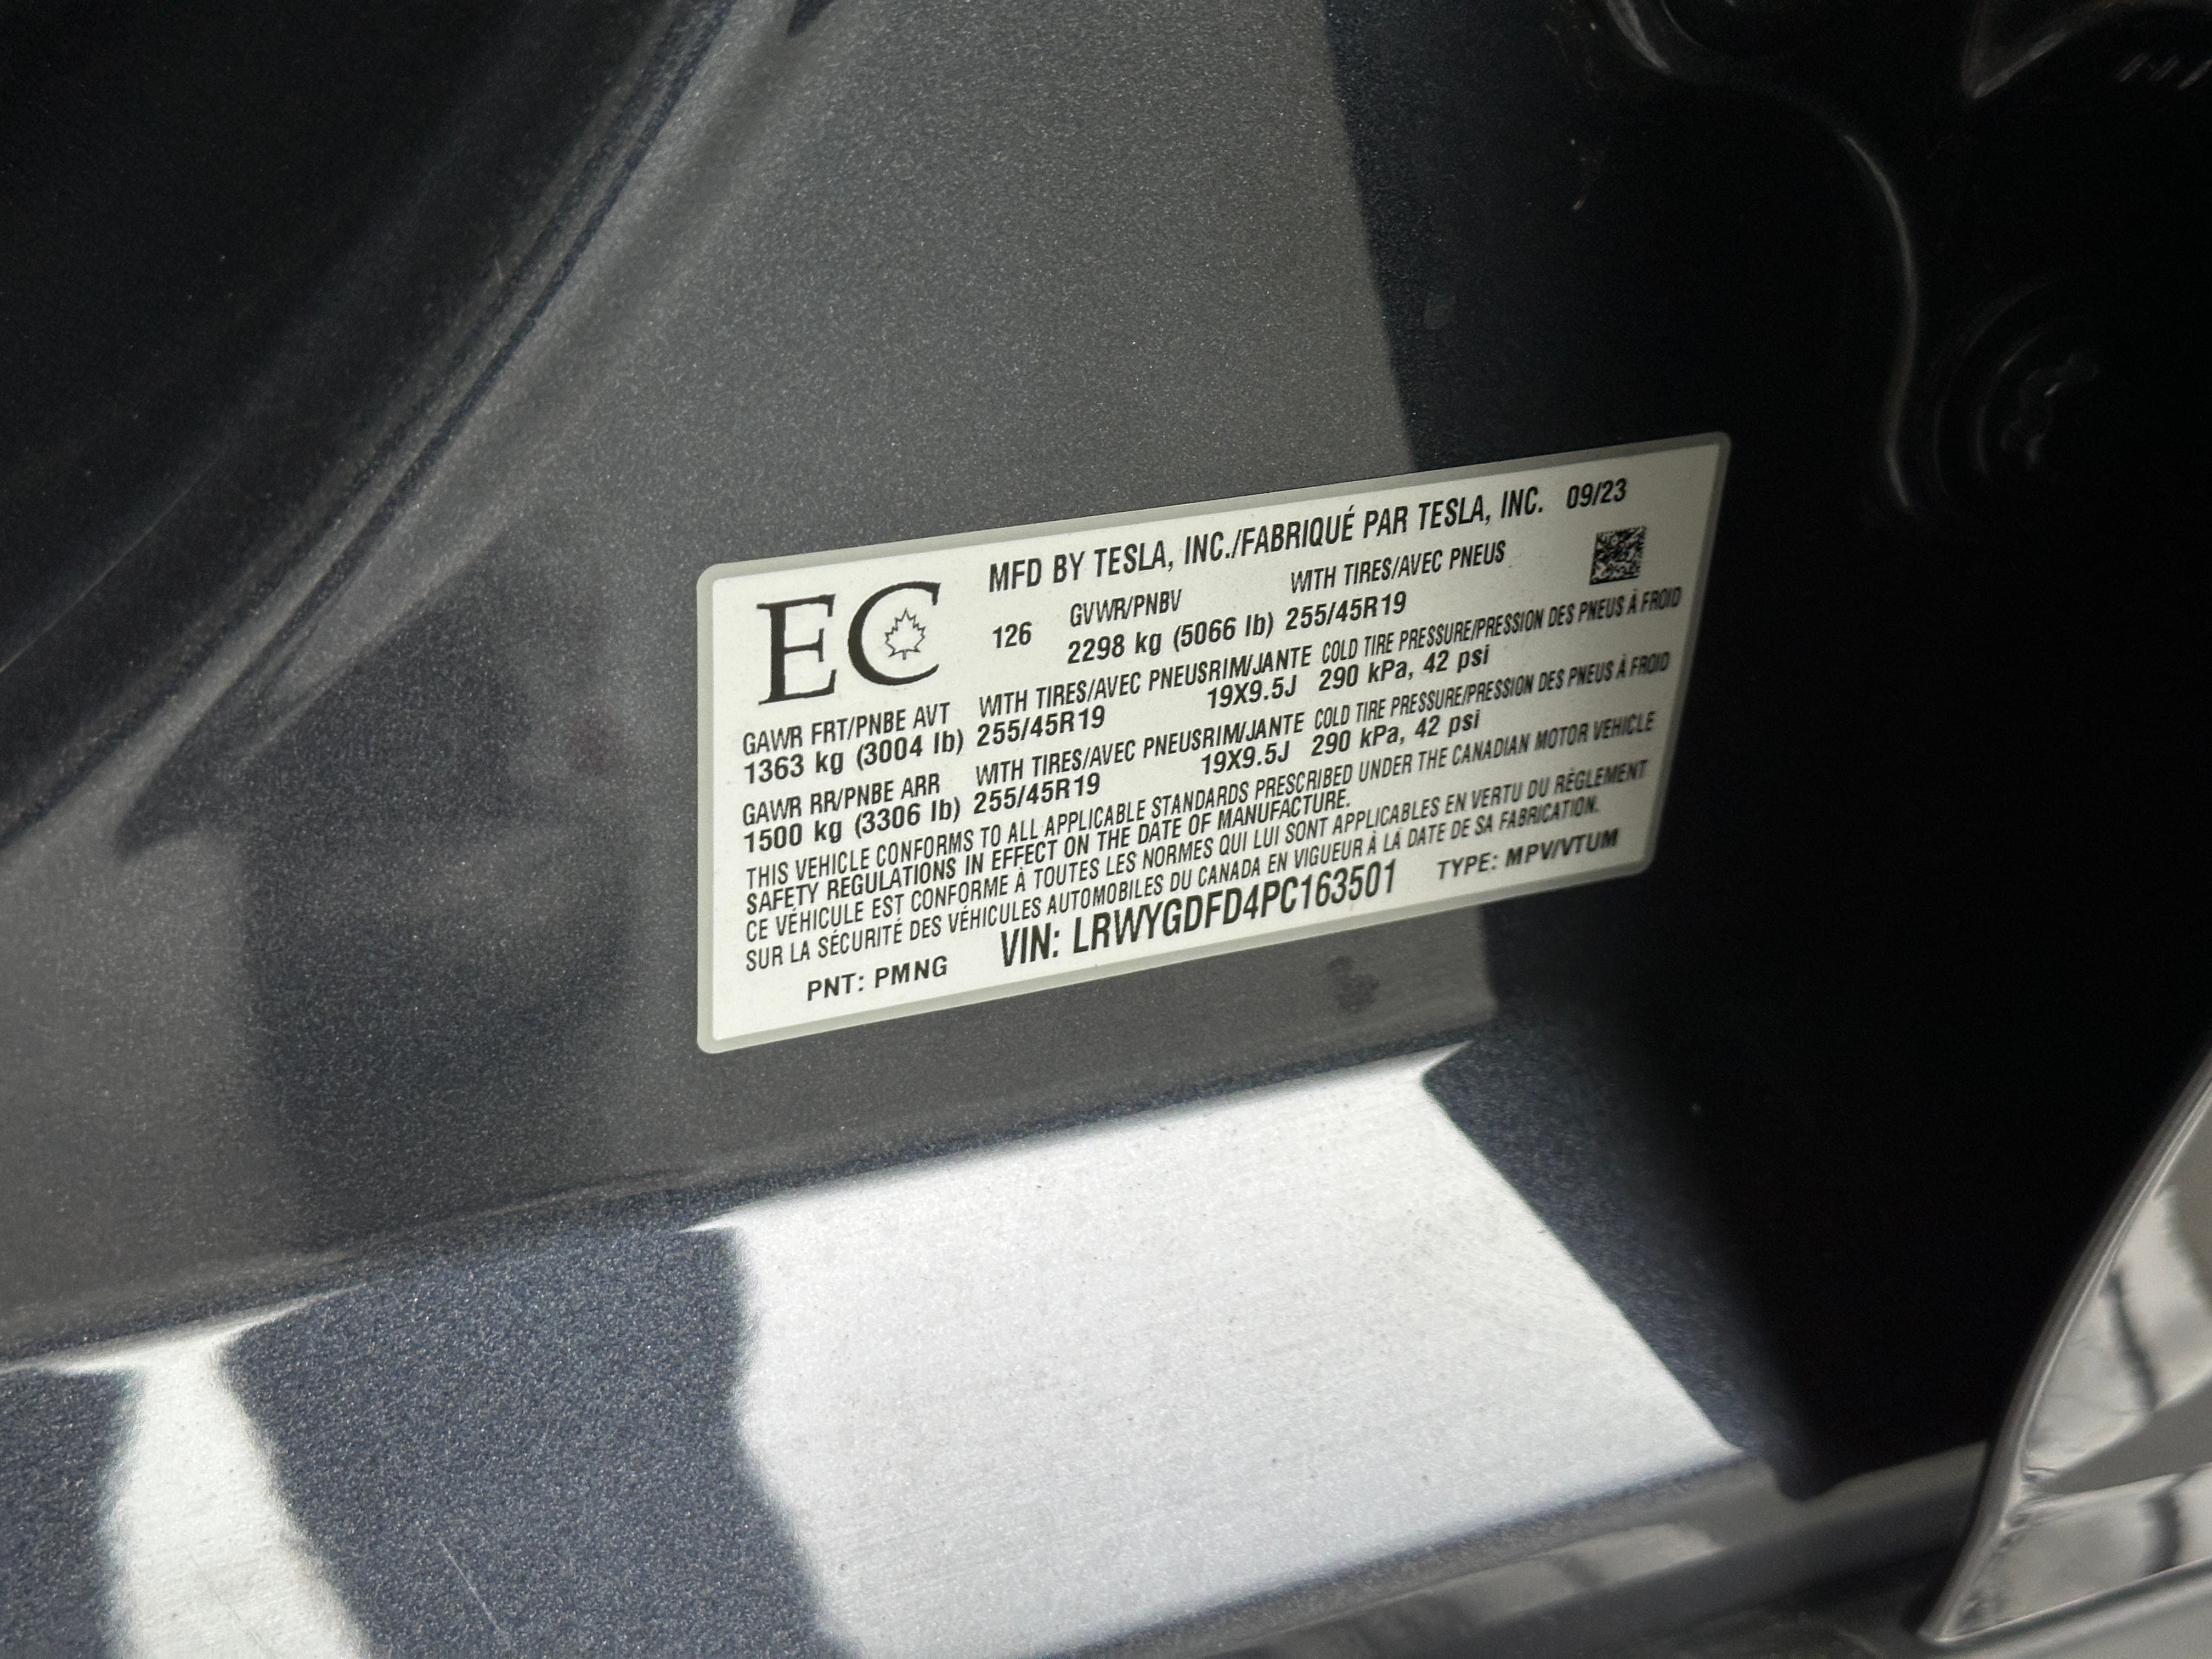 EC
MFD BY TESLA, INC./FABRIQUÉ PAR TESLA, INC. 09/23
GVWR/PNBV WITH TIRES/AVEC PNEUS
126 2298 kg (5066 lb) 255/45R19
GAWR FRT/PNBE AVT WITH TIRES/AVEC PNEUSRIM/JANTE COLD TIRE PRESSURE/PRESSION DES PNEUS À FROID
1363 kg (3004 lb) 255/45R19 19X9.5J 290 kPa, 42 psi
GAWR RR/PNBE ARR WITH TIRES/AVEC PNEUSRIM/JANTE COLD TIRE PRESSURE/PRESSION DES PNEUS À FROID
1500 kg (3306 lb) 255/45R19 19X9.5J 290 kPa, 42 psi
THIS VEHICLE CONFORMS TO ALL APPLICABLE STANDARDS PRESCRIBED UNDER THE CANADIAN MOTOR VEHICLE
SAFETY REGULATIONS IN EFFECT ON THE DATE OF MANUFACTURE.
CE VÉHICULE EST CONFORME À TOUTES LES NORMES QUI LUI SONT APPLICABLES EN VERTU DU RÈGLEMENT
SUR LA SÉCURITÉ DES VÉHICULES AUTOMOBILES DU CANADA EN VIGUEUR À LA DATE DE SA FABRICATION.
PNT: PMNG VIN: LRWYGDFD4PC163501 TYPE: MPV/VTUM